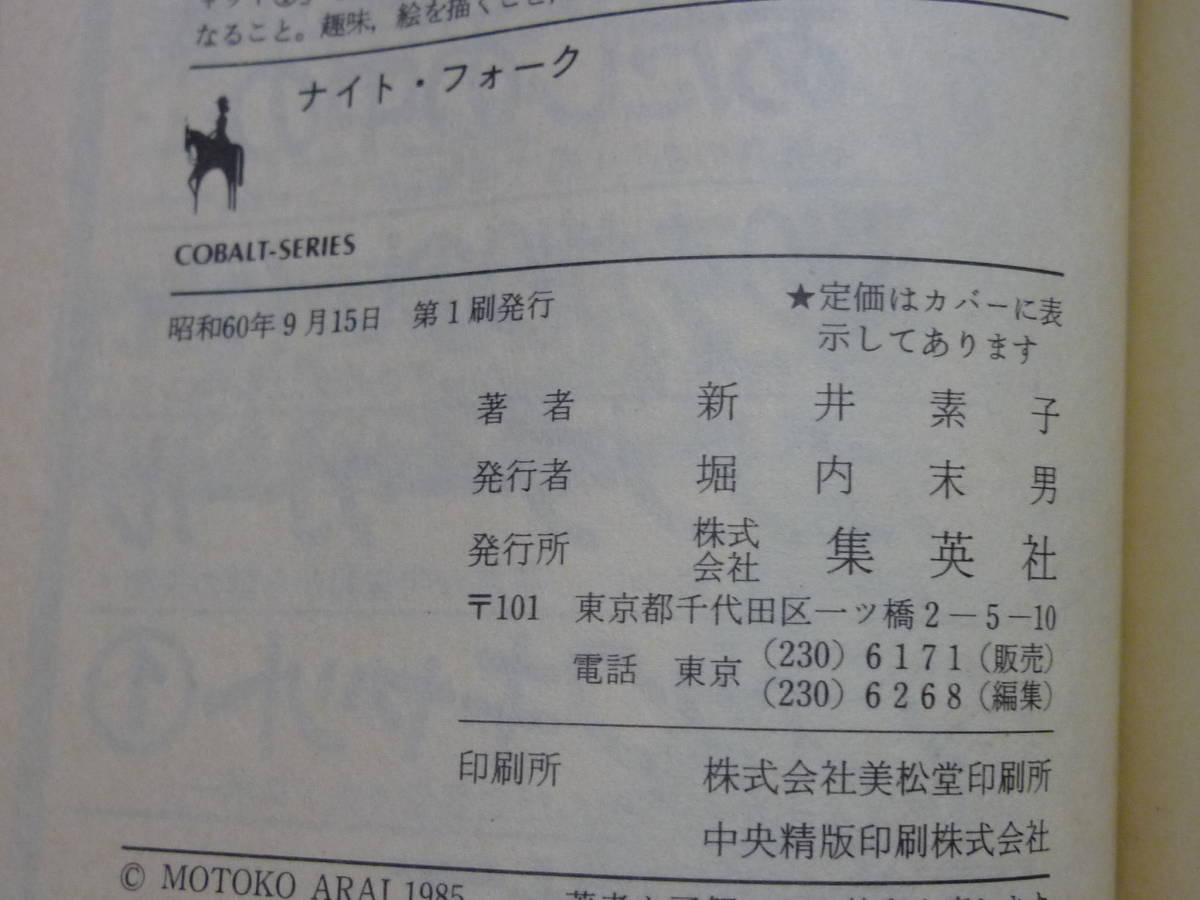 なること。趣味，絵を描くこと，
ナイト・フォーク
COBALT-SERIES
昭和60年9月15日　第1刷発行
★定価はカバーに表
示してあります
著　者　新　井　素　子
発行者　堀　内　末　男
発行所　株式会社　集　英　社
〒101　東京都千代田区一ツ橋2－5－10
電話　東京　(230) 6171 (販売)
(230) 6268 (編集)
印刷所　株式会社美松堂印刷所
中央精版印刷株式会社
© MOTOKO ARAI 1985